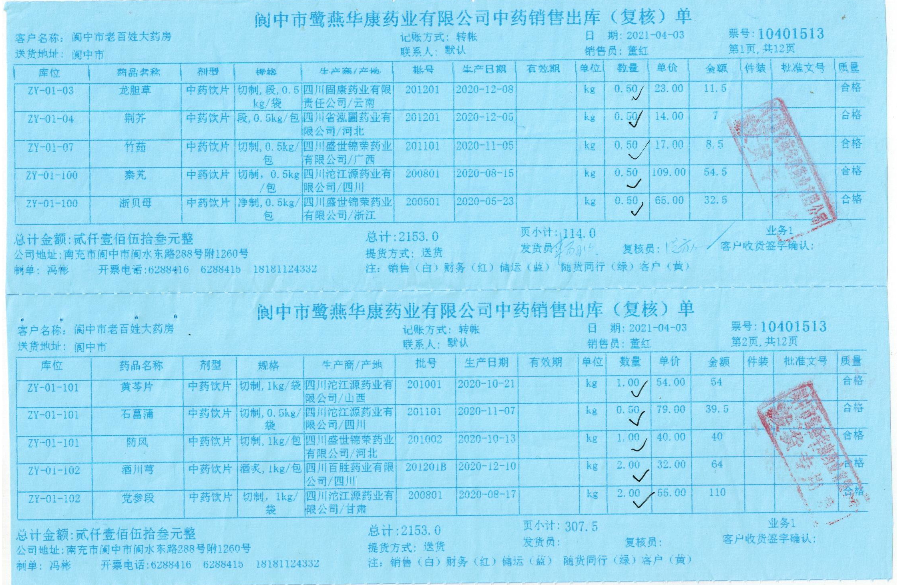 阆中市鹭燕华康药业有限公司中药销售出库（复核）单
客户名称：阆中市老百姓大药房 记账方式：转帐 日 期:2021-04-03 票号:10401513
送货地址：阆中市 联系人：默认 销售员：董红 第1页,共12页
库位 药品名称 剂型 规格 生产商/产地 批号 生产日期 有效期 单位 数量 单价 金额 件装 批准文号 质量
ZY-01-03 龙胆草 中药饮片 切制,段,0.5kg/袋 四川固康药业有限责任公司/云南 201201 2020-12-08 kg 0.50 23.00 11.5 合格
ZY-01-04 荆芥 中药饮片 段,0.5kg/包 四川省泓圃药业有限公司/河北 201201 2020-12-05 kg 0.50 14.00 7 合格
ZY-01-07 竹茹 中药饮片 切制,0.5kg/包 四川盛世锦荣药业有限公司/广西 201101 2020-11-05 kg 0.50 17.00 8.5 合格
ZY-01-100 秦艽 中药饮片 切制，0.5kg/包 四川沱江源药业有限公司/四川 200801 2020-08-15 kg 0.50 109.00 54.5 合格
ZY-01-100 浙贝母 中药饮片 净制,0.5kg/包 四川盛世锦荣药业有限公司/浙江 200501 2020-05-23 kg 0.50 65.00 32.5 合格
总计金额:贰仟壹佰伍拾叁元整 总计:2153.0 页小计:114.0 业务1
公司地址:南充市阆中市阆水东路288号附1260号 提货方式：送货 发货员: 复核员: 客户收货签字确认:
制单：冯彬 开票电话:6288416 6288415 18181124332 注：销售（白）财务（红）储运（蓝） 随货同行（绿）客户（黄）
阆中市鹭燕华康药业有限公司中药销售出库（复核）单
客户名称：阆中市老百姓大药房 记账方式：转帐 日 期:2021-04-03 票号:10401513
送货地址：阆中市 联系人：默认 销售员：董红 第2页,共12页
库位 药品名称 剂型 规格 生产商/产地 批号 生产日期 有效期 单位 数量 单价 金额 件装 批准文号 质量
ZY-01-101 黄芩片 中药饮片 切制,1kg/袋 四川沱江源药业有限公司/山西 201001 2020-10-21 kg 1.00 54.00 54 合格
ZY-01-101 石菖蒲 中药饮片 切制,0.5kg/袋 四川沱江源药业有限公司/四川 201101 2020-11-07 kg 0.50 79.00 39.5 合格
ZY-01-101 防风 中药饮片 切制,1kg/包 四川盛世锦荣药业有限公司/河北 201002 2020-10-13 kg 1.00 40.00 40 合格
ZY-01-102 酒川芎 中药饮片 酒炙,1kg/包 四川百胜药业有限公司/四川 201201B 2020-12-10 kg 2.00 32.00 64 合格
ZY-01-102 党参段 中药饮片 切制，1kg/袋 四川沱江源药业有限公司/甘肃 200801 2020-08-17 kg 2.00 55.00 110 合格
总计金额:贰仟壹佰伍拾叁元整 总计:2153.0 页小计:307.5 业务1
公司地址:南充市阆中市阆水东路288号附1260号 提货方式：送货 发货员: 复核员: 客户收货签字确认:
制单：冯彬 开票电话:6288416 6288415 18181124332 注：销售（白）财务（红）储运（蓝） 随货同行（绿）客户（黄）